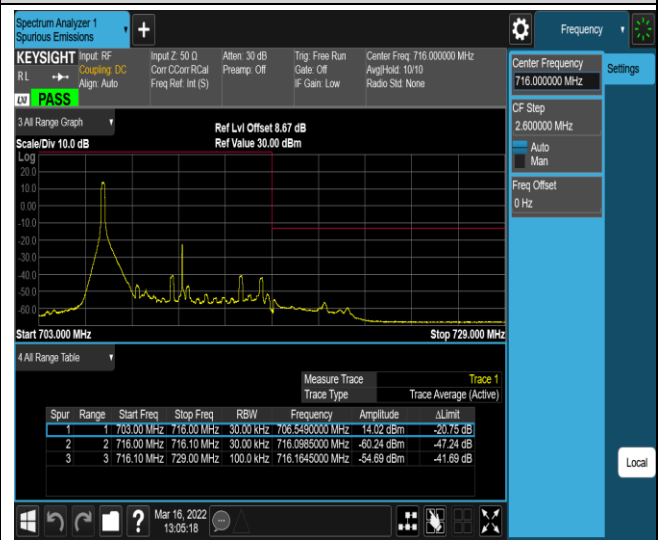 Spectrum Analyzer 1
Spurious Emissions
+
Frequency
KEYSIGHT Input: RF Input Z: 50 Ω Atten: 30 dB Trig: Free Run Center Freq: 716.000000 MHz
RL Coupling: DC Corr CCorr RCal Preamp: Off Gate: Off Avg|Hold: 10/10
Align: Auto Freq Ref: Int (S) IF Gain: Low Radio Std: None
LXI PASS
3 All Range Graph
Ref Lvl Offset 8.67 dB
Scale/Div 10.0 dB Ref Value 30.00 dBm
Log
20.0
10.0
0.00
-10.0
-20.0
-30.0
-40.0
-50.0
-60.0
Start 703.000 MHz Stop 729.000 MHz
4 All Range Table
Measure Trace Trace 1
Trace Type Trace Average (Active)
Spur Range Start Freq Stop Freq RBW Frequency Amplitude ΔLimit
1 1 703.00 MHz 716.00 MHz 30.00 kHz 706.5490000 MHz 14.02 dBm -20.75 dB
2 2 716.00 MHz 716.10 MHz 30.00 kHz 716.0985000 MHz -60.24 dBm -47.24 dB
3 3 716.10 MHz 729.00 MHz 100.0 kHz 716.1645000 MHz -54.69 dBm -41.69 dB
Center Frequency
716.000000 MHz
Settings
CF Step
2.600000 MHz
Auto
Man
Freq Offset
0 Hz
Local
?
Mar 16, 2022
13:05:18